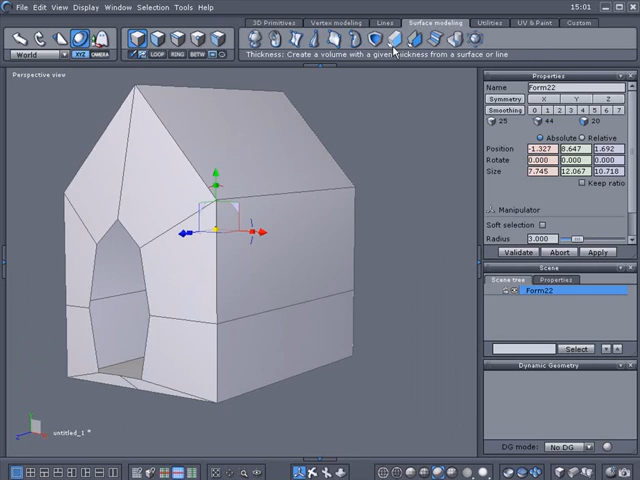 File Edit Selection Display Tools Help
15:01
3D Primitives Vertex modeling Lines Surface modeling Utilities UV & Paint Custom
World XYZ CAMERA
LOOP RING BETW
Thickness: Create a volume with a given thickness from a surface or line
Perspective view
Properties
Name Form22
Symmetry X Y Z
Smoothing 0 1 2 3 4 5 6 7
25 44 20
Absolute Relative
Position -1.327 8.647 1.692
Rotate 0.000 0.000 0.000
Size 7.745 12.067 10.718
Keep ratio
Manipulator
Soft selection
Radius 3.000
Validate Abort Apply
Scene
Scene tree Properties
Form22
Select
Dynamic Geometry
untitled_1 *
DG mode: No DG